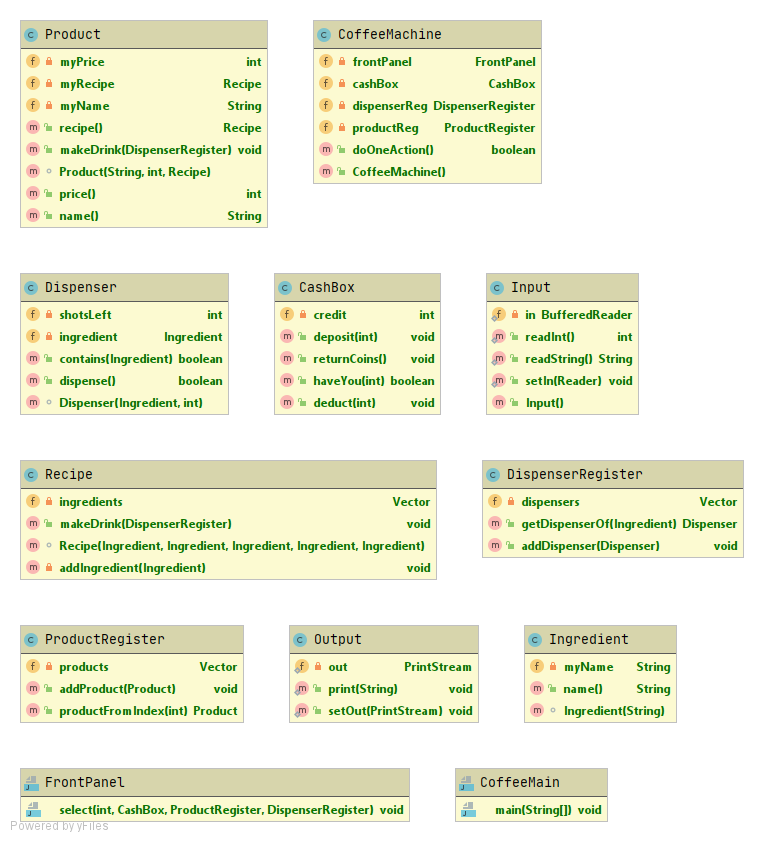 Product
myPrice int
myRecipe Recipe
myName String
recipe() Recipe
makeDrink(DispenserRegister) void
Product(String, int, Recipe)
price() int
name() String
CoffeeMachine
frontPanel FrontPanel
cashBox CashBox
dispenserReg DispenserRegister
productReg ProductRegister
doOneAction() boolean
CoffeeMachine()
Dispenser
shotsLeft int
ingredient Ingredient
contains(Ingredient) boolean
dispense() boolean
Dispenser(Ingredient, int)
CashBox
credit int
deposit(int) void
returnCoins() void
haveYou(int) boolean
deduct(int) void
Input
in BufferedReader
readInt() int
readString() String
setIn(Reader) void
Input()
Recipe
ingredients Vector
makeDrink(DispenserRegister) void
Recipe(Ingredient, Ingredient, Ingredient, Ingredient, Ingredient)
addIngredient(Ingredient) void
DispenserRegister
dispensers Vector
getDispenserOf(Ingredient) Dispenser
addDispenser(Dispenser) void
ProductRegister
products Vector
addProduct(Product) void
productFromIndex(int) Product
Output
out PrintStream
print(String) void
setOut(PrintStream) void
Ingredient
myName String
name() String
Ingredient(String)
FrontPanel
select(int, CashBox, ProductRegister, DispenserRegister) void
CoffeeMain
main(String[]) void
Powered by yFiles